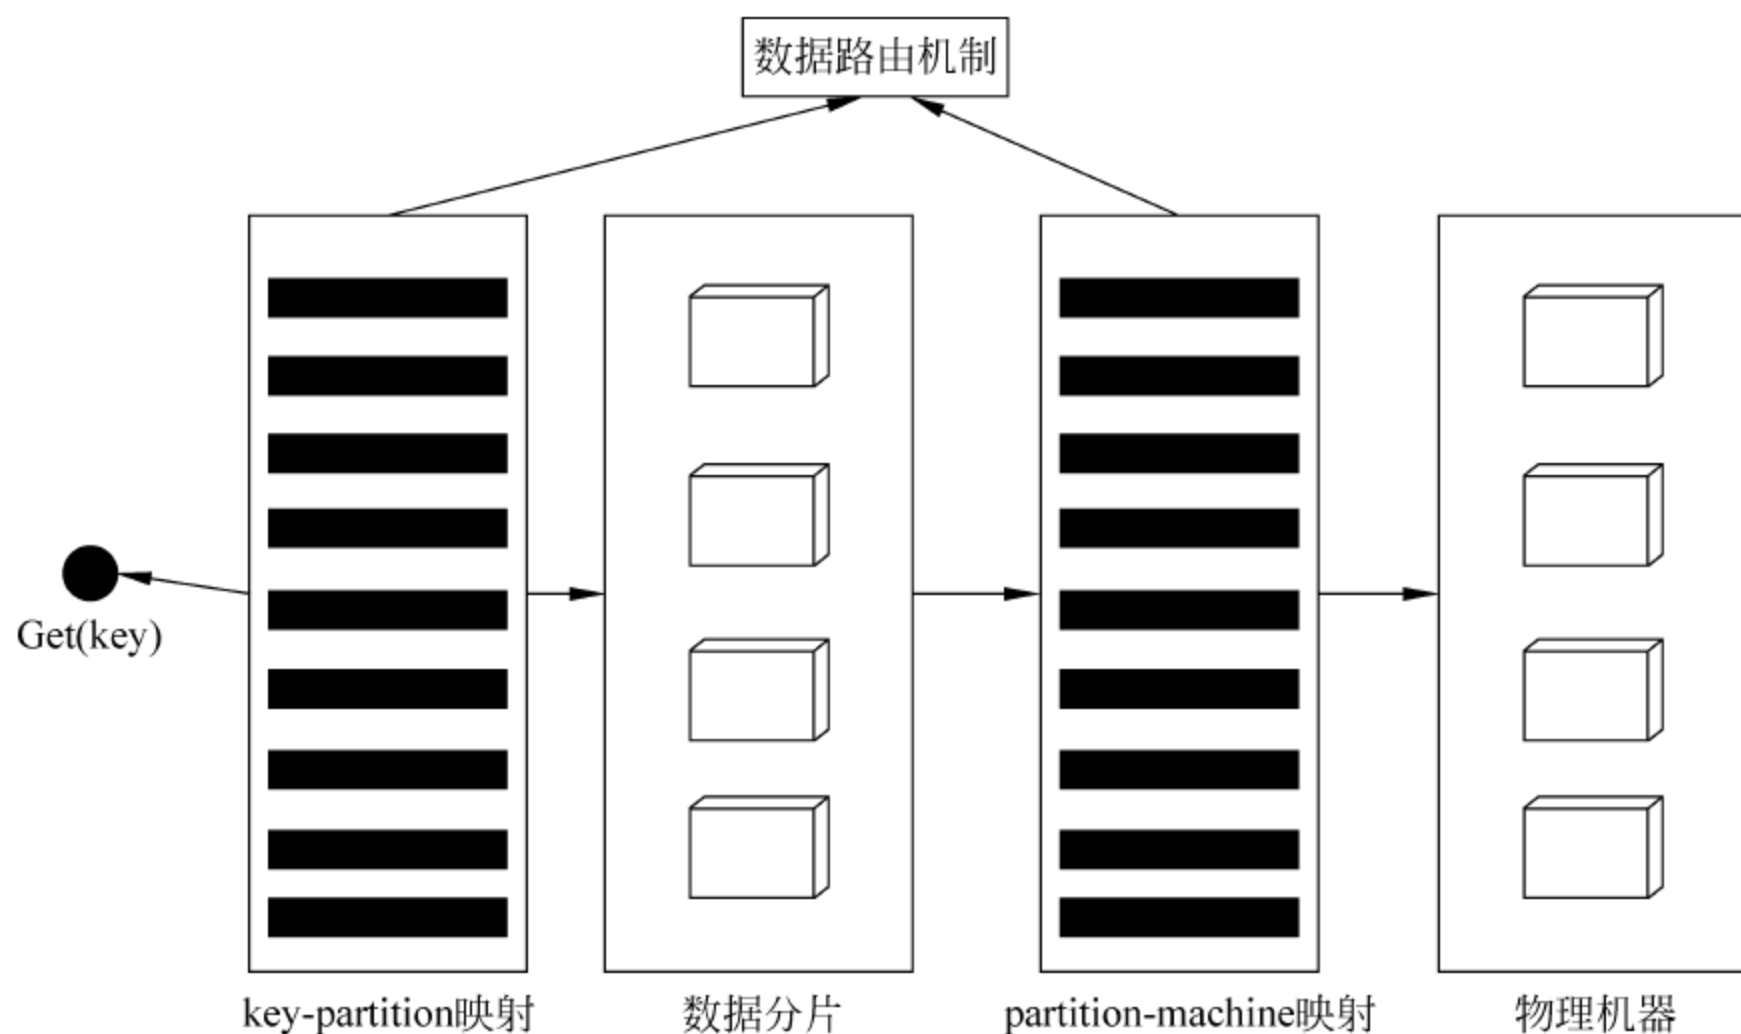 数据路由机制
Get(key)
key-partition映射
数据分片
partition-machine映射
物理机器